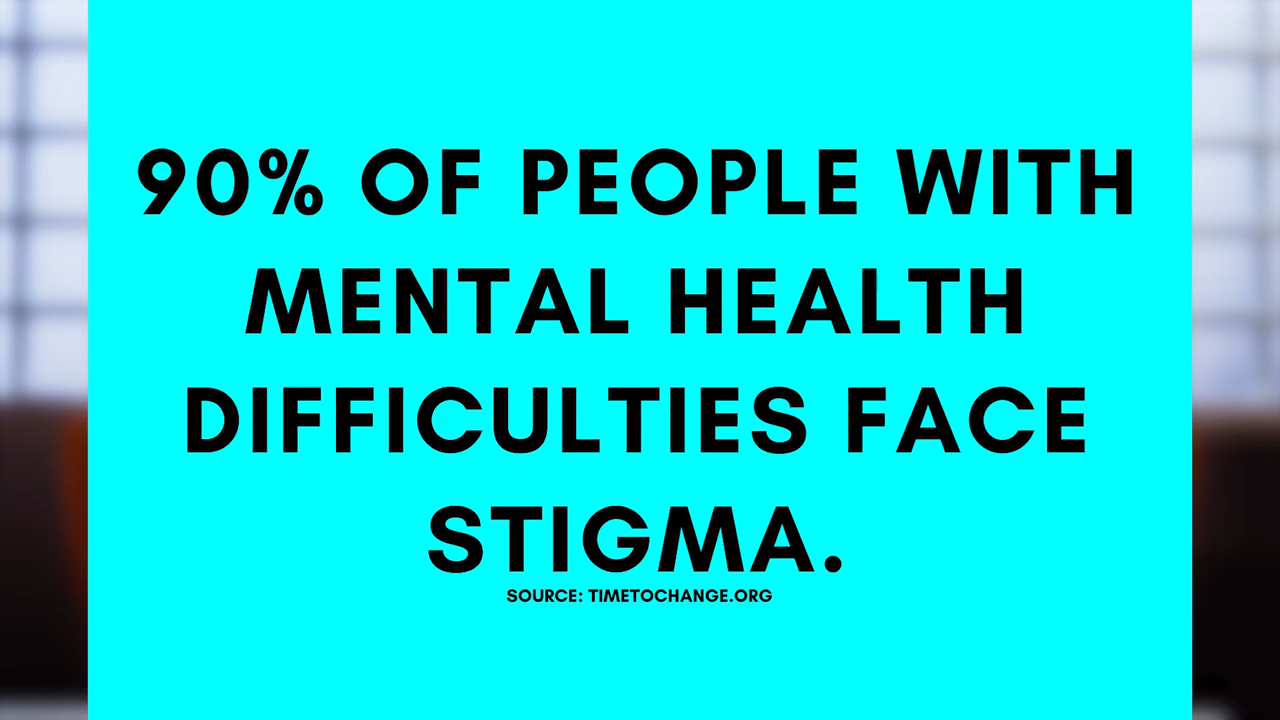 90% OF PEOPLE WITH
MENTAL HEALTH
DIFFICULTIES FACE
STIGMA.
SOURCE: TIMETOCHANGE.ORG